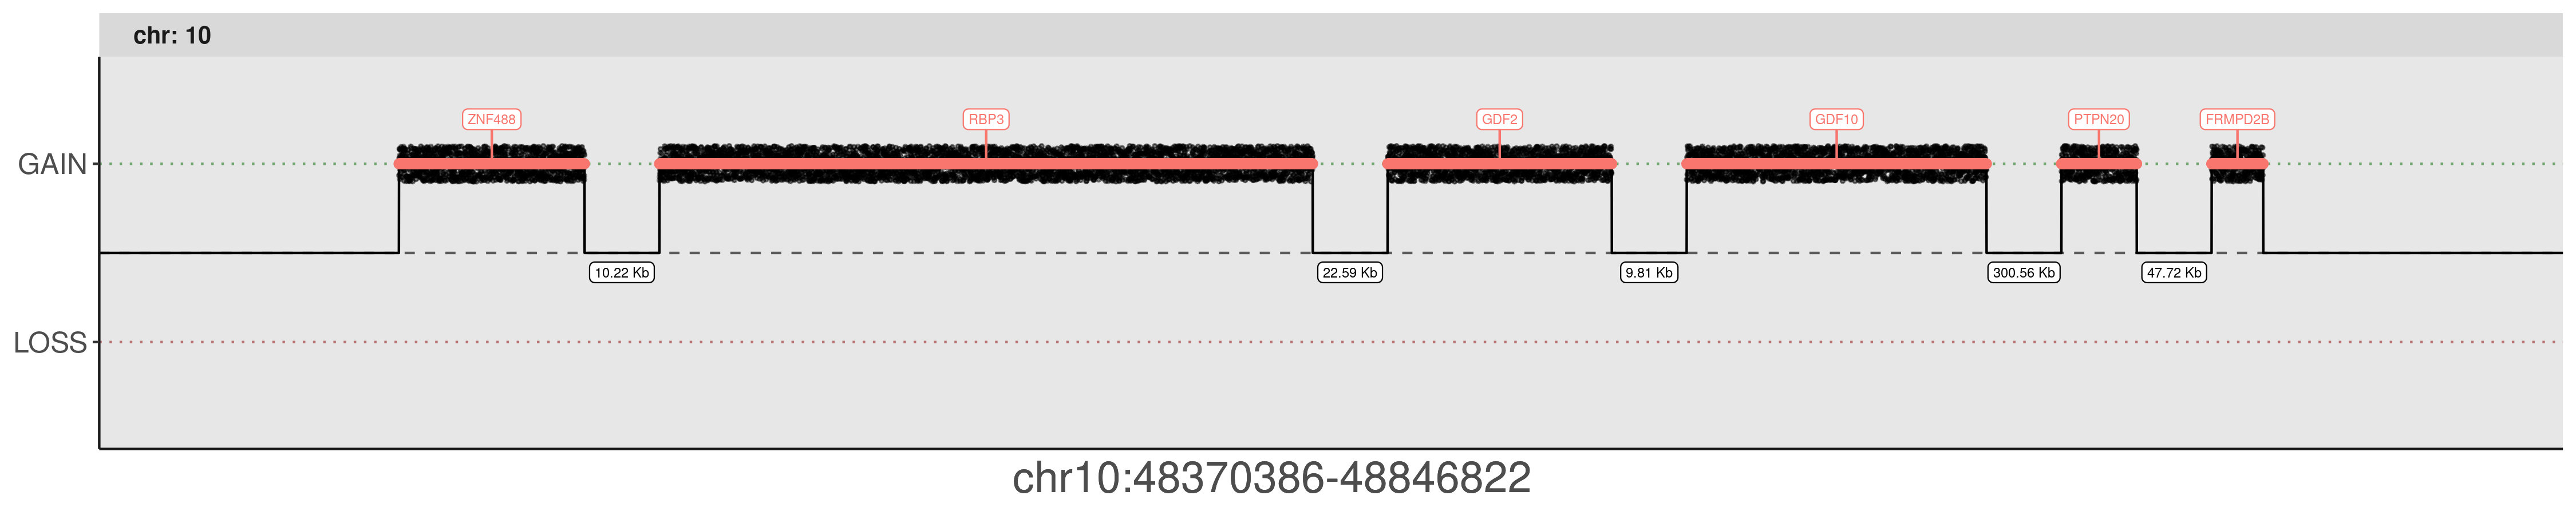 chr: 10
ZNF488 RBP3 GDF2 GDF10 PTPN20 FRMPD2B
GAIN
10.22 Kb 22.59 Kb 9.81 Kb 300.56 Kb 47.72 Kb
LOSS
chr10:48370386-48846822